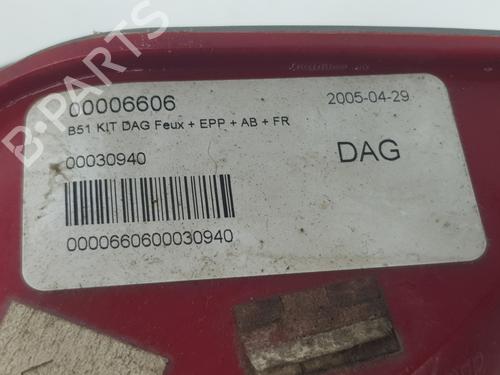 00006606
2005-04-29
B51 KIT DAG Feux + EPP + AB + FR
00030940
DAG
0000660600030940
B-PARTS